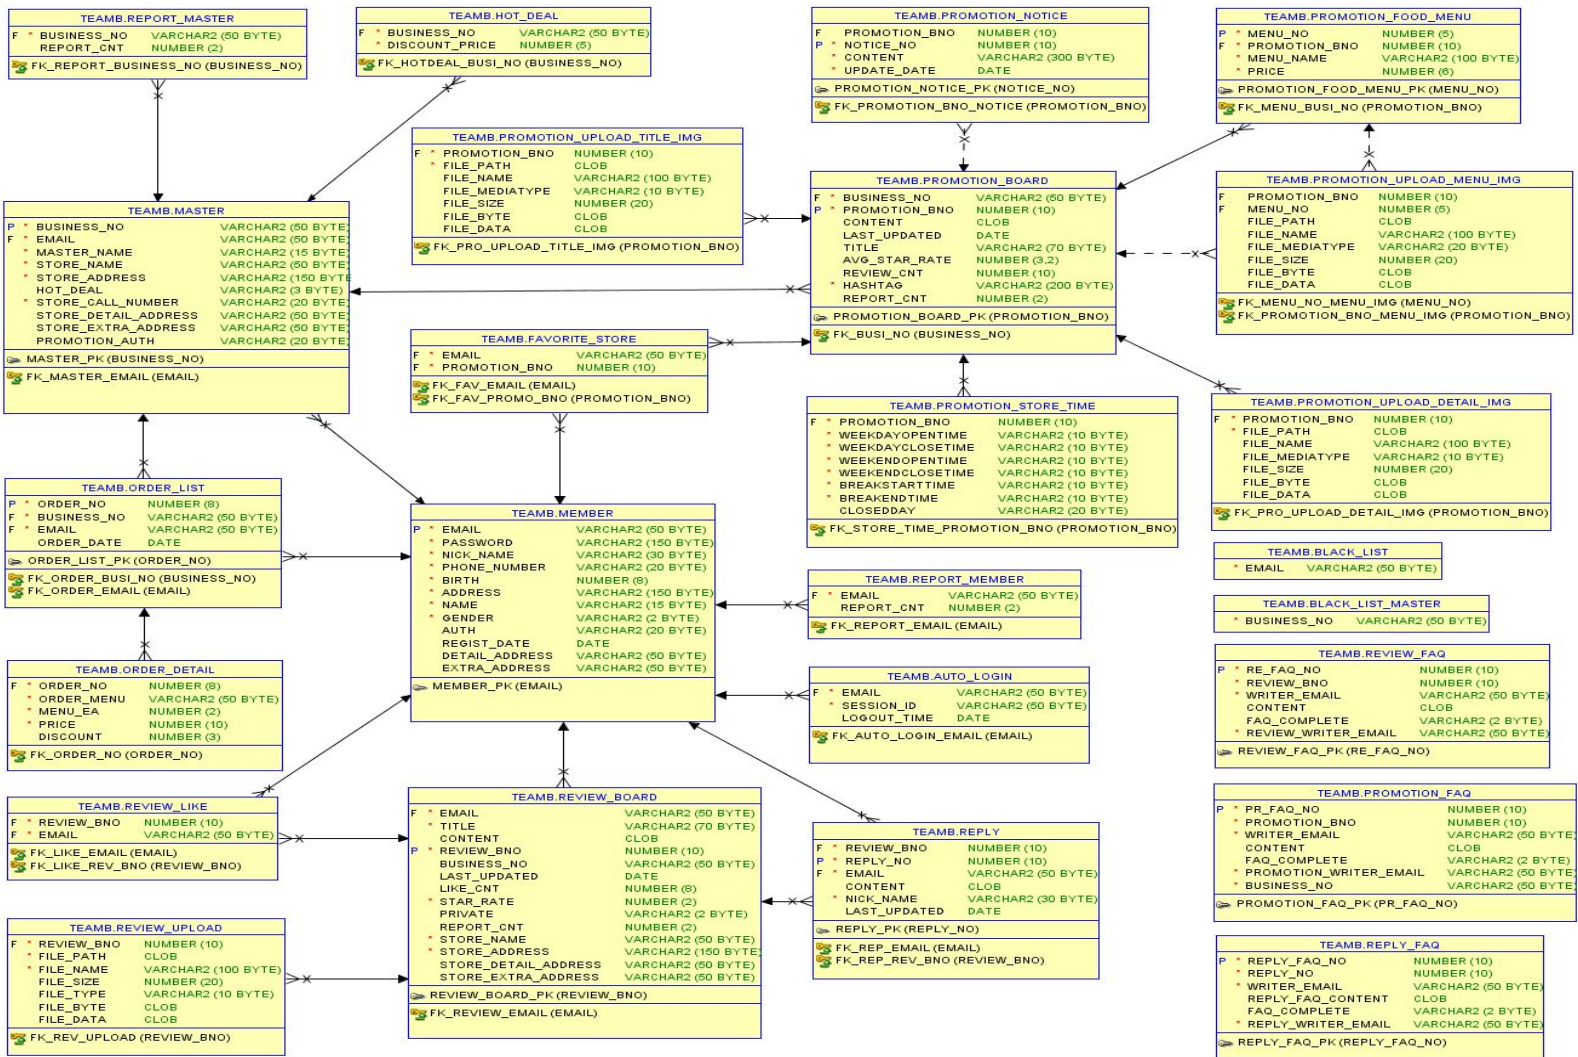 TEAMB.REPORT_MASTER
F * BUSINESS_NO VARCHAR2 (50 BYTE)
REPORT_CNT NUMBER (2)
FK_REPORT_BUSINESS_NO (BUSINESS_NO)
TEAMB.HOT_DEAL
F * BUSINESS_NO VARCHAR2 (50 BYTE)
* DISCOUNT_PRICE NUMBER (5)
FK_HOTDEAL_BUSI_NO (BUSINESS_NO)
TEAMB.PROMOTION_NOTICE
F PROMOTION_BNO NUMBER (10)
P * NOTICE_NO NUMBER (10)
* CONTENT VARCHAR2 (300 BYTE)
* UPDATE_DATE DATE
PROMOTION_NOTICE_PK (NOTICE_NO)
FK_PROMOTION_BNO_NOTICE (PROMOTION_BNO)
TEAMB.PROMOTION_FOOD_MENU
P * MENU_NO NUMBER (5)
F * PROMOTION_BNO NUMBER (10)
* MENU_NAME VARCHAR2 (100 BYTE)
* PRICE NUMBER (6)
PROMOTION_FOOD_MENU_PK (MENU_NO)
FK_MENU_BUSI_NO (PROMOTION_BNO)
TEAMB.PROMOTION_UPLOAD_TITLE_IMG
F * PROMOTION_BNO NUMBER (10)
* FILE_PATH CLOB
FILE_NAME VARCHAR2 (100 BYTE)
FILE_MEDIATYPE VARCHAR2 (10 BYTE)
FILE_SIZE NUMBER (20)
FILE_BYTE CLOB
FILE_DATA CLOB
FK_PRO_UPLOAD_TITLE_IMG (PROMOTION_BNO)
TEAMB.PROMOTION_BOARD
F * BUSINESS_NO VARCHAR2 (50 BYTE)
P * PROMOTION_BNO NUMBER (10)
CONTENT CLOB
LAST_UPDATED DATE
TITLE VARCHAR2 (70 BYTE)
AVG_STAR_RATE NUMBER (3,2)
REVIEW_CNT NUMBER (10)
* HASHTAG VARCHAR2 (200 BYTE)
REPORT_CNT NUMBER (2)
PROMOTION_BOARD_PK (PROMOTION_BNO)
FK_BUSI_NO (BUSINESS_NO)
TEAMB.PROMOTION_UPLOAD_MENU_IMG
F PROMOTION_BNO NUMBER (10)
F MENU_NO NUMBER (5)
FILE_PATH CLOB
FILE_NAME VARCHAR2 (100 BYTE)
FILE_MEDIATYPE VARCHAR2 (20 BYTE)
FILE_SIZE NUMBER (20)
FILE_BYTE CLOB
FILE_DATA CLOB
FK_MENU_NO_MENU_IMG (MENU_NO)
FK_PROMOTION_BNO_MENU_IMG (PROMOTION_BNO)
TEAMB.MASTER
P * BUSINESS_NO VARCHAR2 (50 BYTE)
F * EMAIL VARCHAR2 (50 BYTE)
* MASTER_NAME VARCHAR2 (15 BYTE)
* STORE_NAME VARCHAR2 (50 BYTE)
* STORE_ADDRESS VARCHAR2 (150 BYTE
HOT_DEAL VARCHAR2 (3 BYTE)
* STORE_CALL_NUMBER VARCHAR2 (20 BYTE)
STORE_DETAIL_ADDRESS VARCHAR2 (50 BYTE)
STORE_EXTRA_ADDRESS VARCHAR2 (50 BYTE)
PROMOTION_AUTH VARCHAR2 (20 BYTE)
MASTER_PK (BUSINESS_NO)
FK_MASTER_EMAIL (EMAIL)
TEAMB.FAVORITE_STORE
F * EMAIL VARCHAR2 (50 BYTE)
F * PROMOTION_BNO NUMBER (10)
FK_FAV_EMAIL (EMAIL)
FK_FAV_PROMO_BNO (PROMOTION_BNO)
TEAMB.PROMOTION_STORE_TIME
F * PROMOTION_BNO NUMBER (10)
* WEEKDAYOPENTIME VARCHAR2 (10 BYTE)
* WEEKDAYCLOSETIME VARCHAR2 (10 BYTE)
* WEEKENDOPENTIME VARCHAR2 (10 BYTE)
* WEEKENDCLOSETIME VARCHAR2 (10 BYTE)
* BREAKSTARTTIME VARCHAR2 (10 BYTE)
* BREAKENDTIME VARCHAR2 (10 BYTE)
CLOSEDDAY VARCHAR2 (20 BYTE)
FK_STORE_TIME_PROMOTION_BNO (PROMOTION_BNO)
TEAMB.PROMOTION_UPLOAD_DETAIL_IMG
F * PROMOTION_BNO NUMBER (10)
* FILE_PATH CLOB
FILE_NAME VARCHAR2 (100 BYTE)
FILE_MEDIATYPE VARCHAR2 (10 BYTE)
FILE_SIZE NUMBER (20)
FILE_BYTE CLOB
FILE_DATA CLOB
FK_PRO_UPLOAD_DETAIL_IMG (PROMOTION_BNO)
TEAMB.ORDER_LIST
P * ORDER_NO NUMBER (8)
F * BUSINESS_NO VARCHAR2 (50 BYTE)
F * EMAIL VARCHAR2 (50 BYTE)
ORDER_DATE DATE
ORDER_LIST_PK (ORDER_NO)
FK_ORDER_BUSI_NO (BUSINESS_NO)
FK_ORDER_EMAIL (EMAIL)
TEAMB.MEMBER
P * EMAIL VARCHAR2 (50 BYTE)
* PASSWORD VARCHAR2 (150 BYTE)
* NICK_NAME VARCHAR2 (30 BYTE)
* PHONE_NUMBER VARCHAR2 (20 BYTE)
* BIRTH NUMBER (8)
* ADDRESS VARCHAR2 (150 BYTE)
* NAME VARCHAR2 (15 BYTE)
* GENDER VARCHAR2 (2 BYTE)
AUTH VARCHAR2 (20 BYTE)
REGIST_DATE DATE
DETAIL_ADDRESS VARCHAR2 (50 BYTE)
EXTRA_ADDRESS VARCHAR2 (50 BYTE)
MEMBER_PK (EMAIL)
TEAMB.REPORT_MEMBER
F * EMAIL VARCHAR2 (50 BYTE)
REPORT_CNT NUMBER (2)
FK_REPORT_EMAIL (EMAIL)
TEAMB.BLACK_LIST
* EMAIL VARCHAR2 (50 BYTE)
TEAMB.BLACK_LIST_MASTER
* BUSINESS_NO VARCHAR2 (50 BYTE)
TEAMB.ORDER_DETAIL
F * ORDER_NO NUMBER (8)
* ORDER_MENU VARCHAR2 (50 BYTE)
* MENU_EA NUMBER (2)
* PRICE NUMBER (10)
DISCOUNT NUMBER (3)
FK_ORDER_NO (ORDER_NO)
TEAMB.AUTO_LOGIN
F * EMAIL VARCHAR2 (50 BYTE)
* SESSION_ID VARCHAR2 (50 BYTE)
LOGOUT_TIME DATE
FK_AUTO_LOGIN_EMAIL (EMAIL)
TEAMB.REVIEW_FAQ
P * RE_FAQ_NO NUMBER (10)
* REVIEW_BNO NUMBER (10)
* WRITER_EMAIL VARCHAR2 (50 BYTE)
CONTENT CLOB
FAQ_COMPLETE VARCHAR2 (2 BYTE)
* REVIEW_WRITER_EMAIL VARCHAR2 (50 BYTE)
REVIEW_FAQ_PK (RE_FAQ_NO)
TEAMB.REVIEW_LIKE
F * REVIEW_BNO NUMBER (10)
F * EMAIL VARCHAR2 (50 BYTE)
FK_LIKE_EMAIL (EMAIL)
FK_LIKE_REV_BNO (REVIEW_BNO)
TEAMB.REVIEW_BOARD
F * EMAIL VARCHAR2 (50 BYTE)
* TITLE VARCHAR2 (70 BYTE)
CONTENT CLOB
P * REVIEW_BNO NUMBER (10)
BUSINESS_NO VARCHAR2 (50 BYTE)
LAST_UPDATED DATE
LIKE_CNT NUMBER (8)
* STAR_RATE NUMBER (2)
PRIVATE VARCHAR2 (2 BYTE)
REPORT_CNT NUMBER (2)
* STORE_NAME VARCHAR2 (50 BYTE)
* STORE_ADDRESS VARCHAR2 (150 BYTE)
STORE_DETAIL_ADDRESS VARCHAR2 (50 BYTE)
STORE_EXTRA_ADDRESS VARCHAR2 (50 BYTE)
REVIEW_BOARD_PK (REVIEW_BNO)
FK_REVIEW_EMAIL (EMAIL)
TEAMB.REPLY
F * REVIEW_BNO NUMBER (10)
P * REPLY_NO NUMBER (10)
F * EMAIL VARCHAR2 (50 BYTE)
CONTENT CLOB
* NICK_NAME VARCHAR2 (30 BYTE)
LAST_UPDATED DATE
REPLY_PK (REPLY_NO)
FK_REP_EMAIL (EMAIL)
FK_REP_REV_BNO (REVIEW_BNO)
TEAMB.PROMOTION_FAQ
P * PR_FAQ_NO NUMBER (10)
* PROMOTION_BNO NUMBER (10)
* WRITER_EMAIL VARCHAR2 (50 BYTE)
CONTENT CLOB
FAQ_COMPLETE VARCHAR2 (2 BYTE)
* PROMOTION_WRITER_EMAIL VARCHAR2 (50 BYTE)
* BUSINESS_NO VARCHAR2 (50 BYTE)
PROMOTION_FAQ_PK (PR_FAQ_NO)
TEAMB.REVIEW_UPLOAD
F * REVIEW_BNO NUMBER (10)
* FILE_PATH CLOB
* FILE_NAME VARCHAR2 (100 BYTE)
FILE_SIZE NUMBER (20)
FILE_TYPE VARCHAR2 (10 BYTE)
FILE_BYTE CLOB
FILE_DATA CLOB
FK_REV_UPLOAD (REVIEW_BNO)
TEAMB.REPLY_FAQ
P * REPLY_FAQ_NO NUMBER (10)
* REPLY_NO NUMBER (10)
* WRITER_EMAIL VARCHAR2 (50 BYTE)
REPLY_FAQ_CONTENT CLOB
FAQ_COMPLETE VARCHAR2 (2 BYTE)
* REPLY_WRITER_EMAIL VARCHAR2 (50 BYTE)
REPLY_FAQ_PK (REPLY_FAQ_NO)